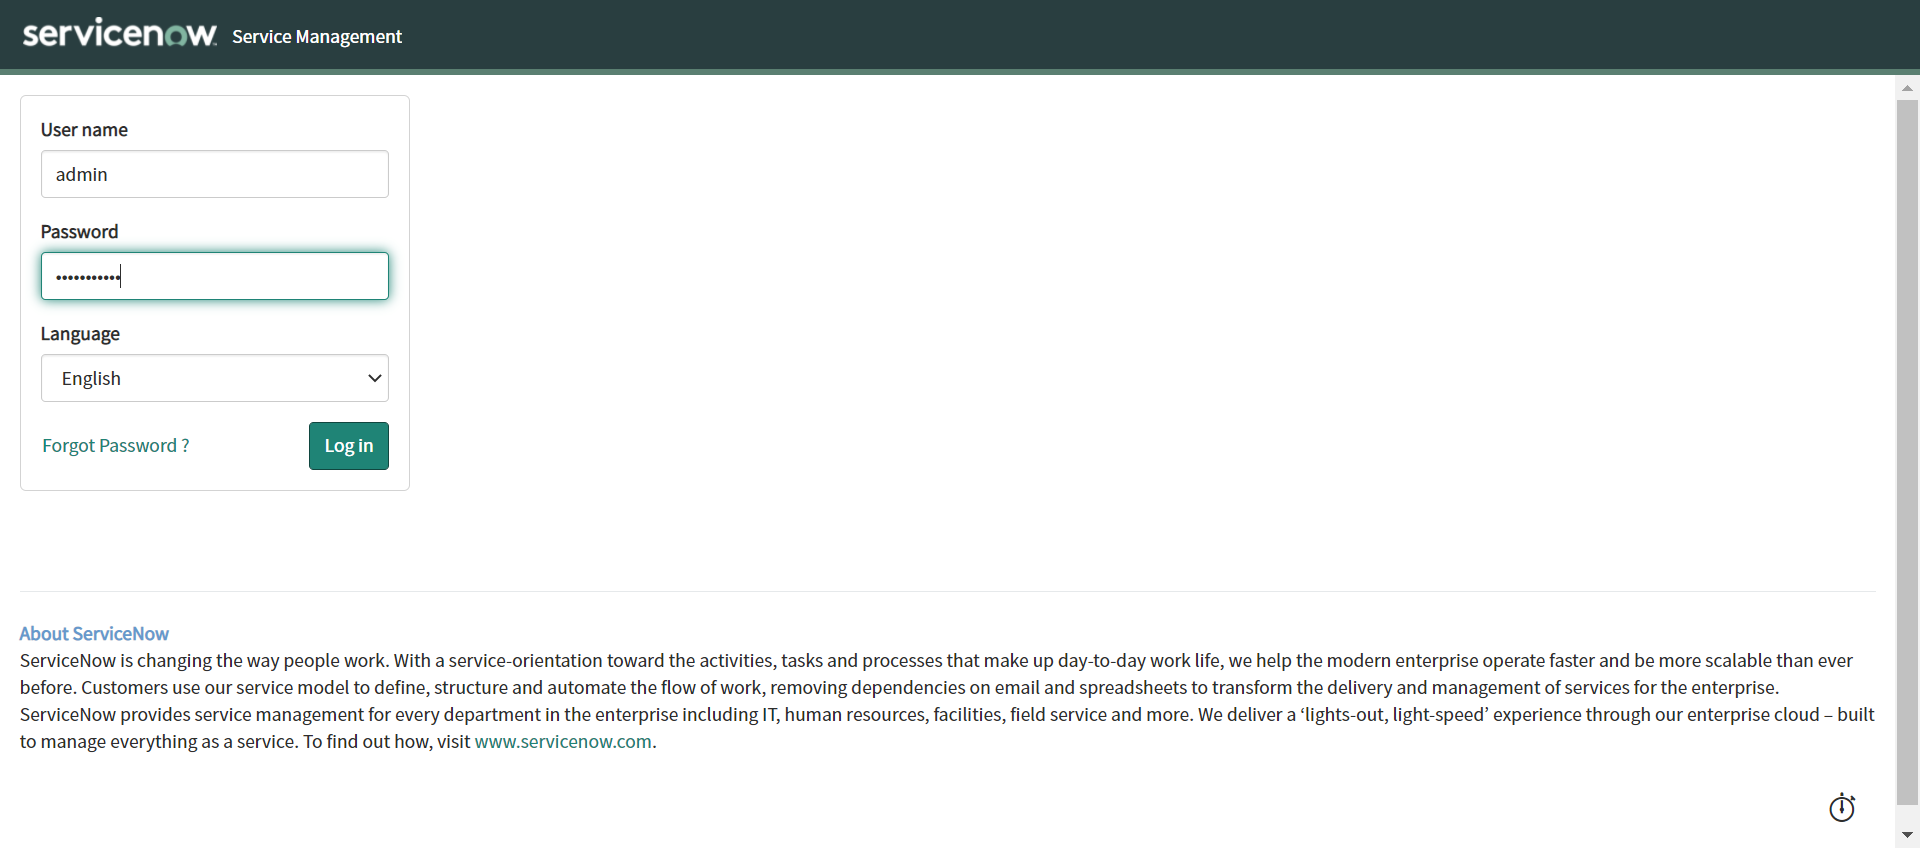 servicenow Service Management
User name
admin
Password
•••••••••••
Language
English
Forgot Password ?
Log in
About ServiceNow
ServiceNow is changing the way people work. With a service-orientation toward the activities, tasks and processes that make up day-to-day work life, we help the modern enterprise operate faster and be more scalable than ever
before. Customers use our service model to define, structure and automate the flow of work, removing dependencies on email and spreadsheets to transform the delivery and management of services for the enterprise.
ServiceNow provides service management for every department in the enterprise including IT, human resources, facilities, field service and more. We deliver a ‘lights-out, light-speed’ experience through our enterprise cloud – built
to manage everything as a service. To find out how, visit www.servicenow.com.